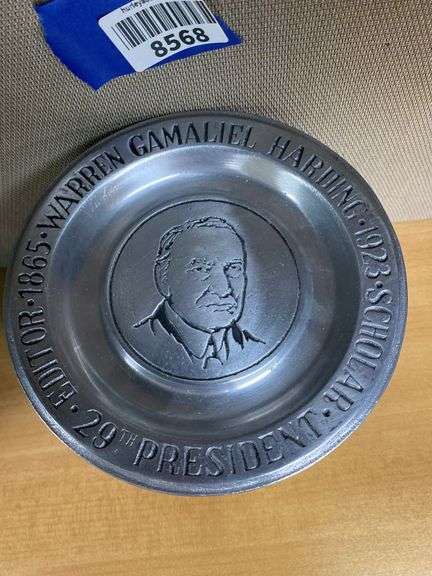 8568
WARREN GAMALIEL HARDING · 1923 · SCHOLAR · 29TH PRESIDENT · EDITOR · 1865 ·